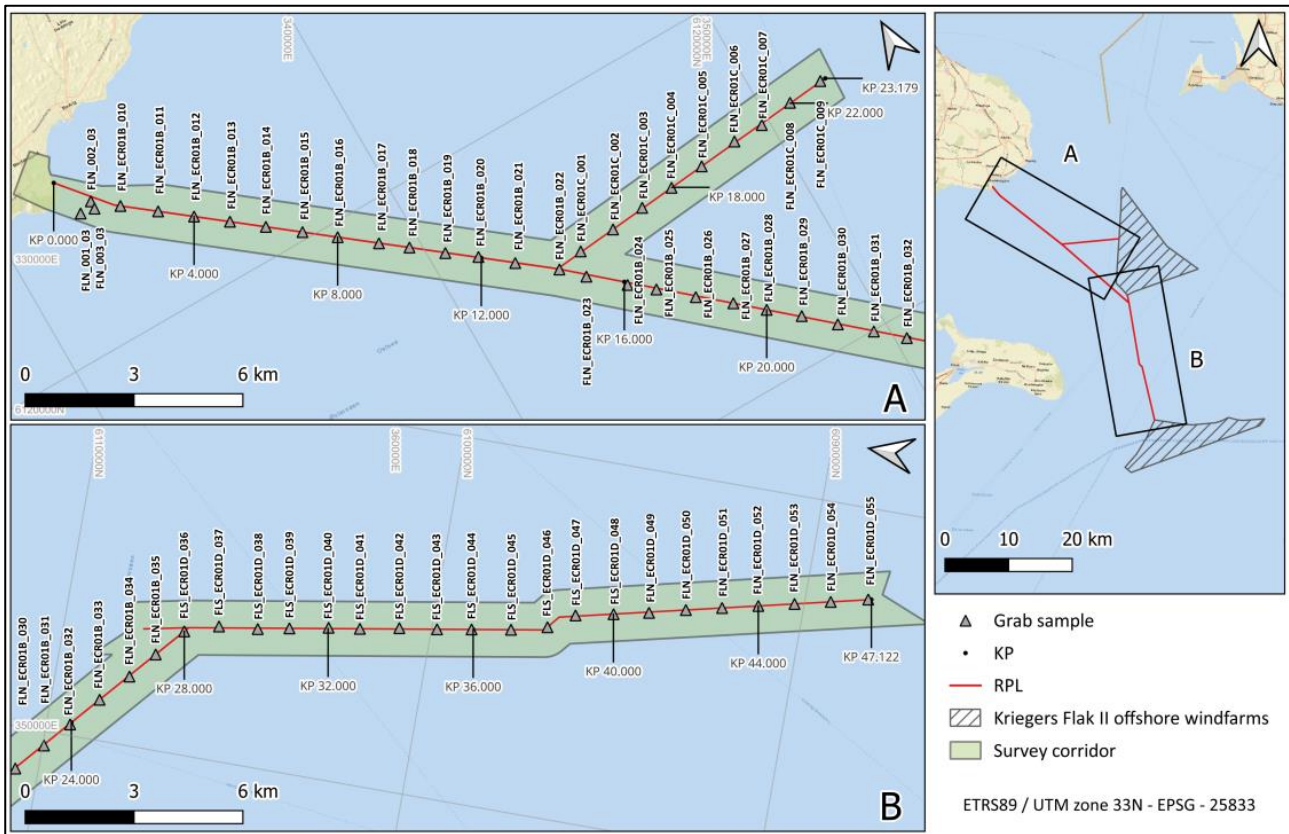 340000E
350000E
6120000N
FLN_002_03
FLN_ECR01B_010
FLN_ECR01B_011
FLN_ECR01B_012
FLN_ECR01B_013
FLN_ECR01B_014
FLN_ECR01B_015
FLN_ECR01B_016
FLN_ECR01B_017
FLN_ECR01B_018
FLN_ECR01B_019
FLN_ECR01B_020
FLN_ECR01B_021
FLN_ECR01B_022
FLN_ECR01C_001
FLN_ECR01C_002
FLN_ECR01C_003
FLN_ECR01C_004
FLN_ECR01C_005
FLN_ECR01C_006
FLN_ECR01C_007
KP 23.179
KP 22.000
FLN_ECR01C_008
FLN_ECR01C_009
KP 18.000
KP 0.000
FLN_001_03
FLN_003_03
KP 4.000
KP 8.000
KP 12.000
FLN_ECR01B_023
KP 16.000
FLN_ECR01B_024
FLN_ECR01B_025
FLN_ECR01B_026
FLN_ECR01B_027
FLN_ECR01B_028
FLN_ECR01B_029
FLN_ECR01B_030
FLN_ECR01B_031
FLN_ECR01B_032
KP 20.000
330000E
0 3 6 km
6120000N
A
6110000N
360000E
6100000N
6090000N
FLN_ECR01B_030
FLN_ECR01B_031
FLN_ECR01B_032
FLN_ECR01B_033
FLN_ECR01B_034
FLN_ECR01B_035
FLS_ECR01D_036
FLS_ECR01D_037
FLS_ECR01D_038
FLS_ECR01D_039
FLS_ECR01D_040
FLS_ECR01D_041
FLS_ECR01D_042
FLS_ECR01D_043
FLS_ECR01D_044
FLS_ECR01D_045
FLS_ECR01D_046
FLS_ECR01D_047
FLS_ECR01D_048
FLN_ECR01D_049
FLN_ECR01D_050
FLN_ECR01D_051
FLN_ECR01D_052
FLN_ECR01D_053
FLN_ECR01D_054
FLN_ECR01D_055
350000E
KP 24.000
KP 28.000
KP 32.000
KP 36.000
KP 40.000
KP 44.000
KP 47.122
0 3 6 km
B
A
B
0 10 20 km
Grab sample
KP
RPL
Kriegers Flak II offshore windfarms
Survey corridor
ETRS89 / UTM zone 33N - EPSG - 25833